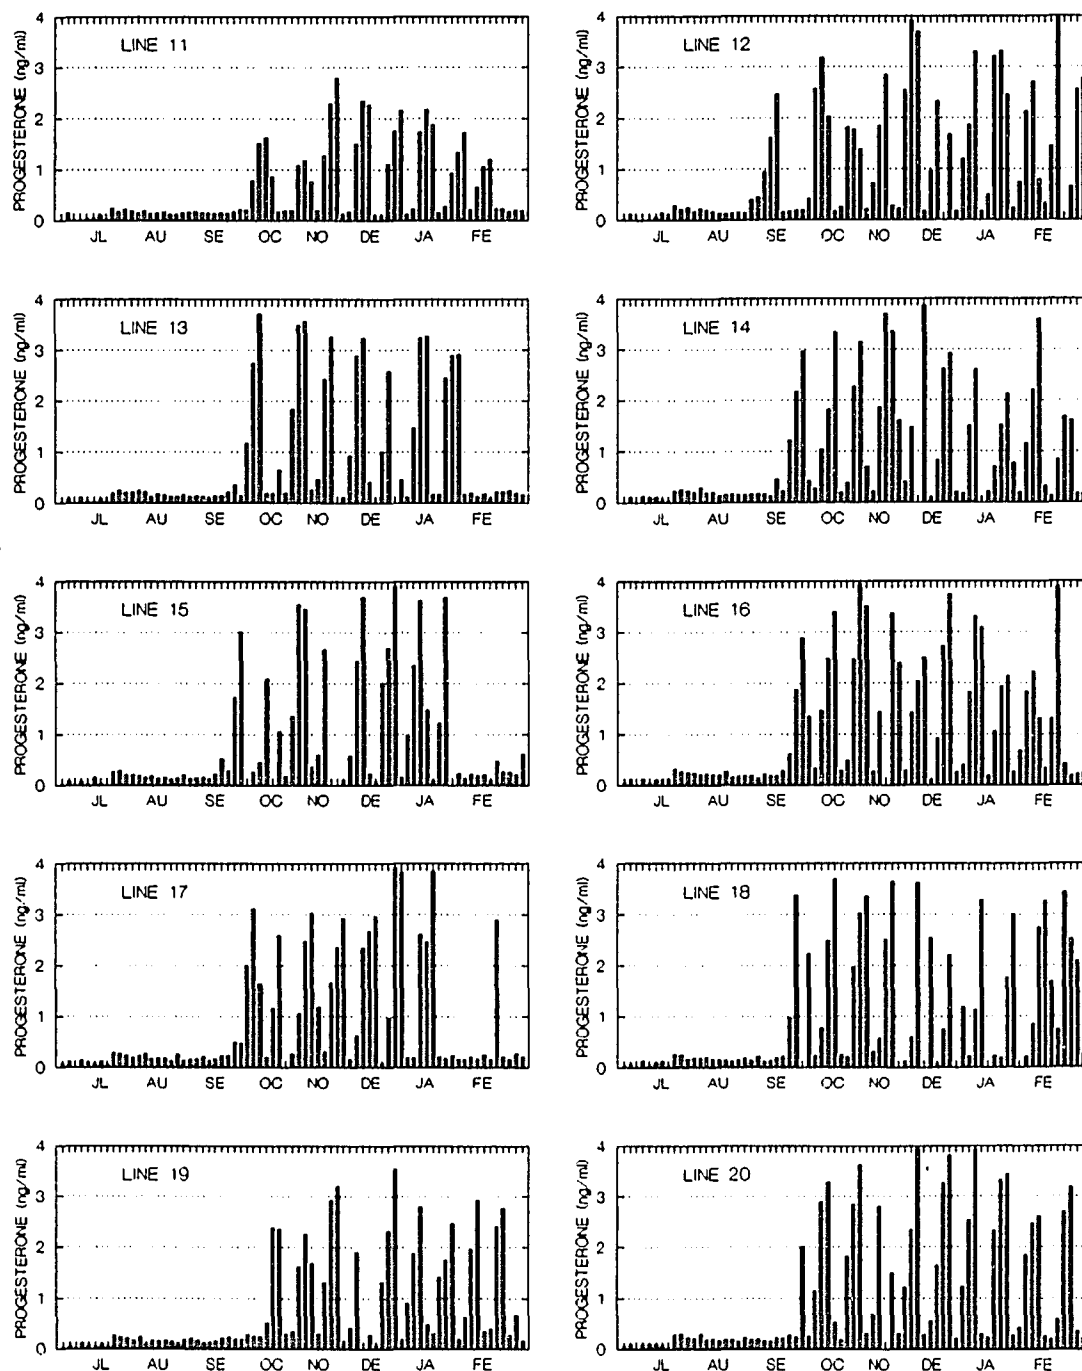 LINE 11
PROGESTERONE (ng/ml)
4
3
2
1
0
JL AU SE OC NO DE JA FE
LINE 12
PROGESTERONE (ng/ml)
4
3
2
1
0
JL AU SE OC NO DE JA FE
LINE 13
PROGESTERONE (ng/ml)
4
3
2
1
0
JL AU SE OC NO DE JA FE
LINE 14
PROGESTERONE (ng/ml)
4
3
2
1
0
JL AU SE OC NO DE JA FE
LINE 15
PROGESTERONE (ng/ml)
4
3
2
1
0
JL AU SE OC NO DE JA FE
LINE 16
PROGESTERONE (ng/ml)
4
3
2
1
0
JL AU SE OC NO DE JA FE
LINE 17
PROGESTERONE (ng/ml)
4
3
2
1
0
JL AU SE OC NO DE JA FE
LINE 18
PROGESTERONE (ng/ml)
4
3
2
1
0
JL AU SE OC NO DE JA FE
LINE 19
PROGESTERONE (ng/ml)
4
3
2
1
0
JL AU SE OC NO DE JA FE
LINE 20
PROGESTERONE (ng/ml)
4
3
2
1
0
JL AU SE OC NO DE JA FE